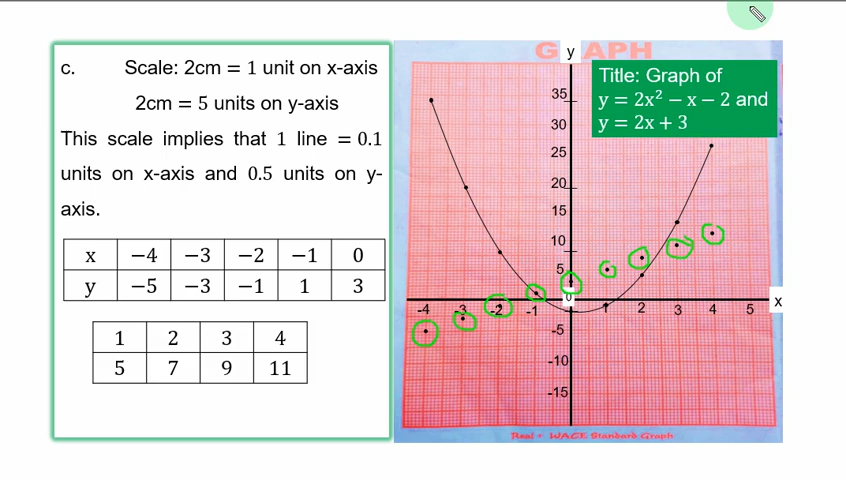 c. Scale: 2cm = 1 unit on x-axis
2cm = 5 units on y-axis
This scale implies that 1 line = 0.1
units on x-axis and 0.5 units on y-
axis.
x −4 −3 −2 −1 0
y −5 −3 −1 1 3
1 2 3 4
5 7 9 11
G APH
y
Title: Graph of
y = 2x² − x − 2 and
y = 2x + 3
35
30
25
20
15
10
5
0
-4 -3 -2 -1 1 2 3 4 5 x
-5
-10
-15
Standard Graph